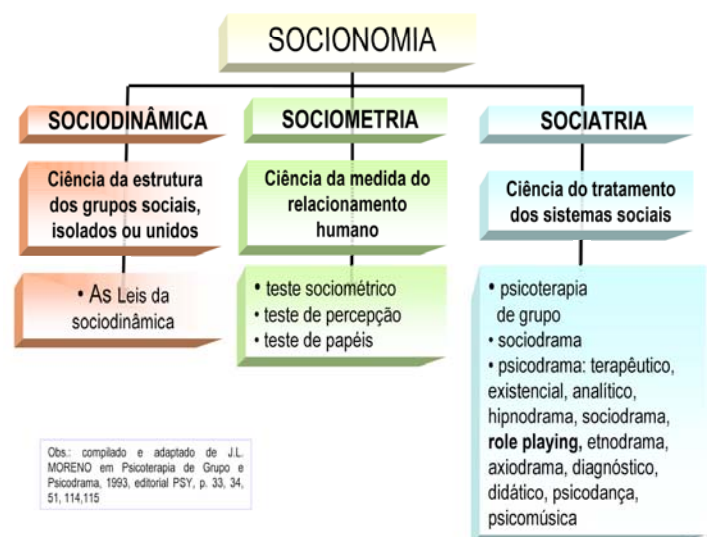 SOCIONOMIA
SOCIODINÂMICA
Ciência da estrutura
dos grupos sociais,
isolados ou unidos
• As Leis da
sociodinâmica
SOCIOMETRIA
Ciência da medida do
relacionamento
humano
• teste sociométrico
• teste de percepção
• teste de papéis
SOCIATRIA
Ciência do tratamento
dos sistemas sociais
• psicoterapia
de grupo
• sociodrama
• psicodrama: terapêutico,
existencial, analítico,
hipnodrama, sociodrama,
role playing, etnodrama,
axiodrama, diagnóstico,
didático, psicodança,
psicomúsica
Obs.: compilado e adaptado de J.L.
MORENO em Psicoterapia de Grupo e
Psicodrama, 1993, editorial PSY, p. 33, 34,
51, 114,115